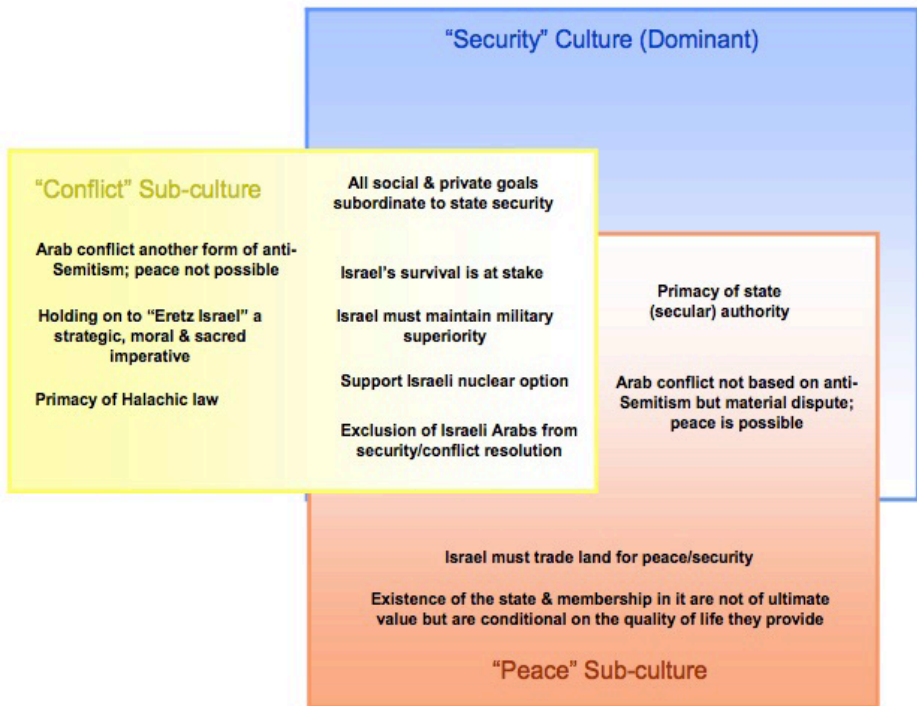 “Security” Culture (Dominant)
“Conflict” Sub-culture
Arab conflict another form of anti-
Semitism; peace not possible
Holding on to “Eretz Israel” a
strategic, moral & sacred
imperative
Primacy of Halachic law
All social & private goals
subordinate to state security
Israel’s survival is at stake
Israel must maintain military
superiority
Support Israeli nuclear option
Exclusion of Israeli Arabs from
security/conflict resolution
Primacy of state
(secular) authority
Arab conflict not based on anti-
Semitism but material dispute;
peace is possible
Israel must trade land for peace/security
Existence of the state & membership in it are not of ultimate
value but are conditional on the quality of life they provide
“Peace” Sub-culture